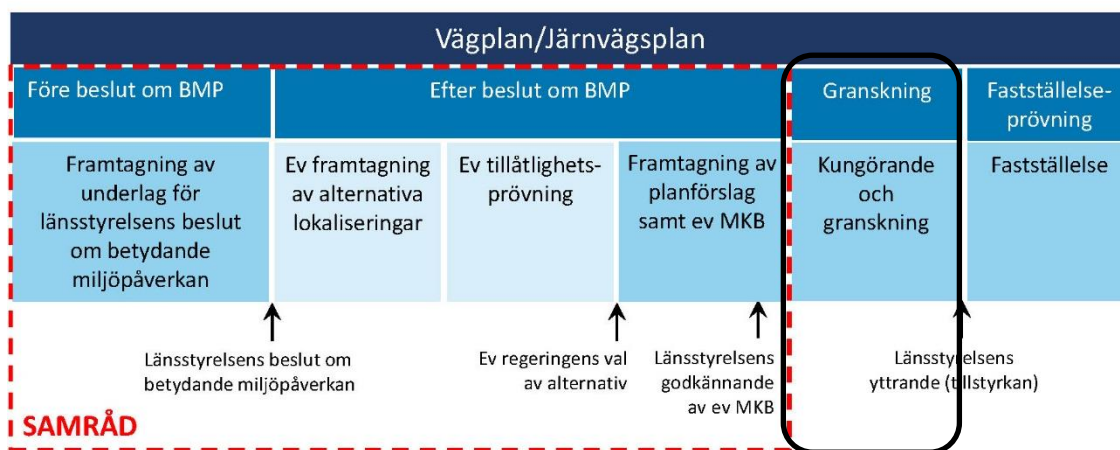 Vägplan/Järnvägsplan
Före beslut om BMP
Efter beslut om BMP
Granskning
Fastställelse-
prövning
Framtagning av
underlag för
länsstyrelsens beslut
om betydande
miljöpåverkan
Ev framtagning
av alternativa
lokaliseringar
Ev tillåtlighets-
prövning
Framtagning av
planförslag
samt ev MKB
Kungörande
och
granskning
Fastställelse
Länsstyrelsens beslut om
betydande miljöpåverkan
Ev regeringens val
av alternativ
Länsstyrelsens
godkännande
av ev MKB
Länsstyrelsens
yttrande (tillstyrkan)
SAMRÅD